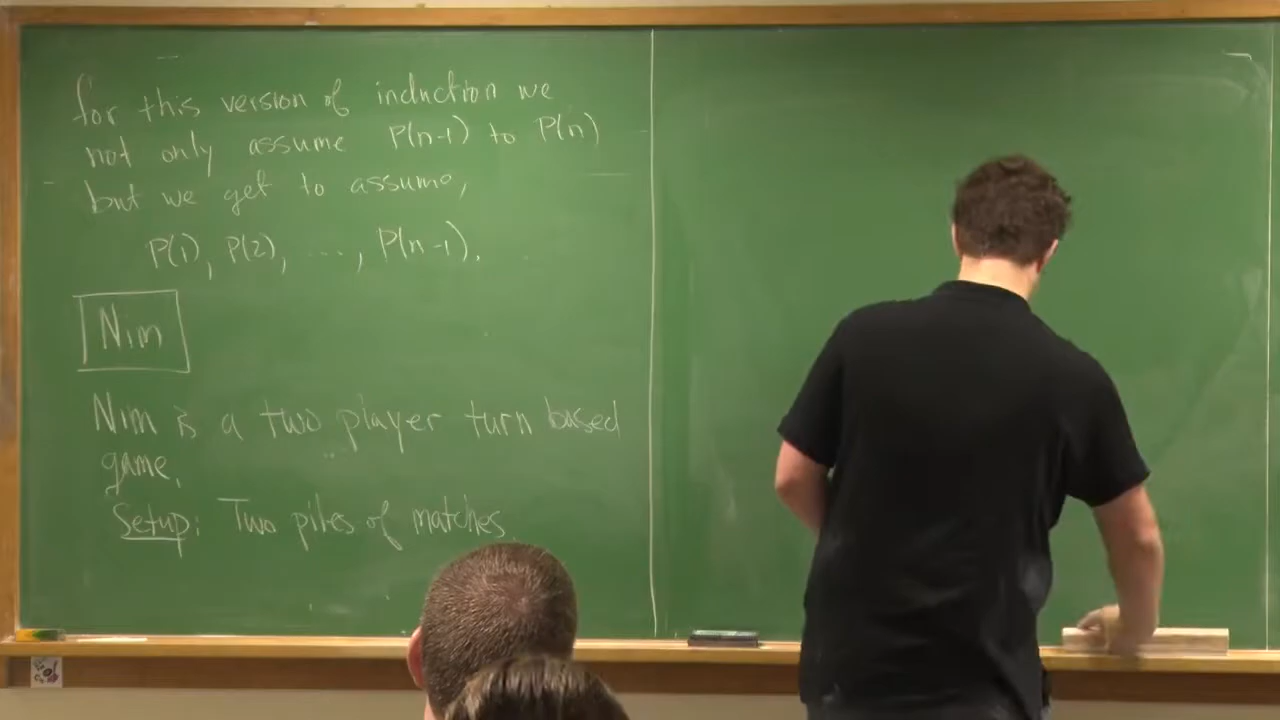 for this version of induction we
not only assume P(n-1) to P(n)
but we get to assume,
P(1), P(2), ..., P(n-1).
Nim
Nim is a two player turn based
game,
Setup: Two piles of matches